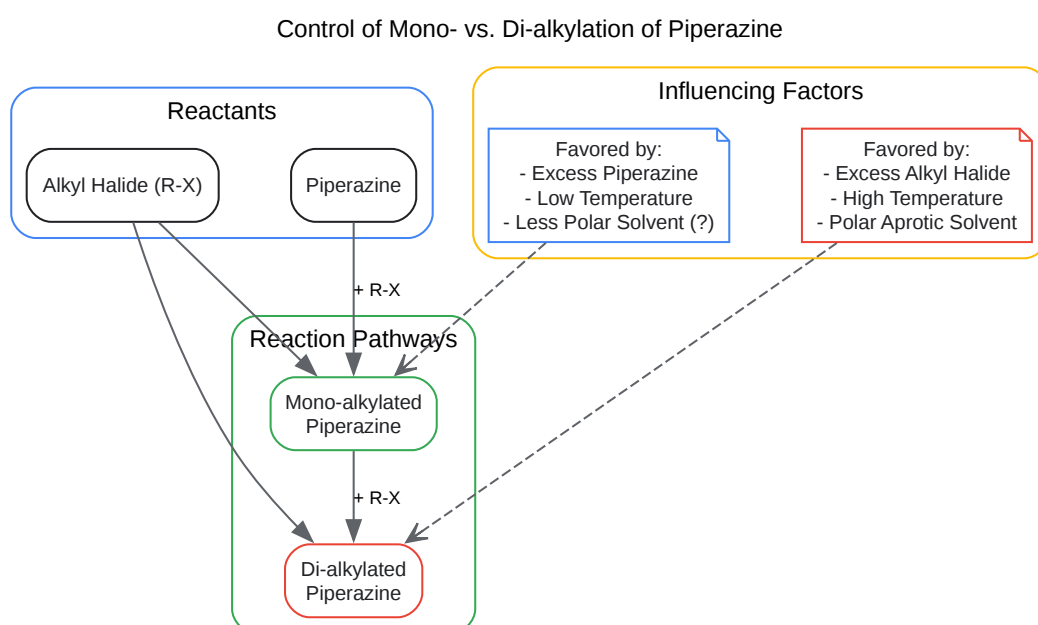 Control of Mono- vs. Di-alkylation of Piperazine
Reactants
Alkyl Halide (R-X)
Piperazine
Influencing Factors
Favored by:
- Excess Piperazine
- Low Temperature
- Less Polar Solvent (?)
Favored by:
- Excess Alkyl Halide
- High Temperature
- Polar Aprotic Solvent
+ R-X
Reaction Pathways
Mono-alkylated
Piperazine
+ R-X
Di-alkylated
Piperazine